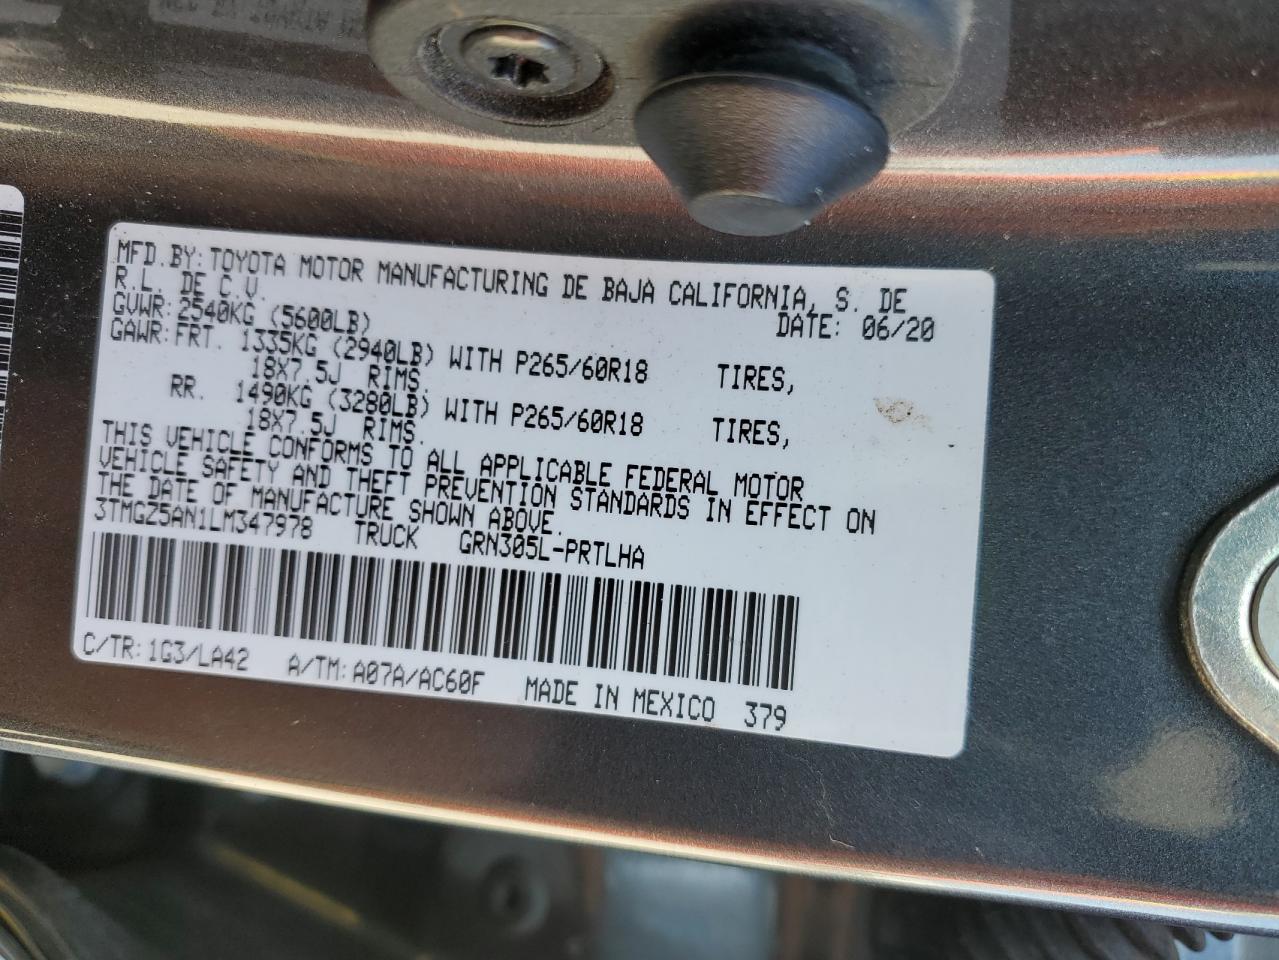 MFD.BY:TOYOTA MOTOR MANUFACTURING DE BAJA CALIFORNIA, S. DE
R.L. DE C.V. DATE: 06/20
GVWR:2540KG (5600LB)
GAWR:FRT. 1335KG (2940LB) WITH P265/60R18 TIRES,
18X7.5J RIMS.
RR. 1490KG (3280LB) WITH P265/60R18 TIRES,
18X7.5J RIMS.
THIS VEHICLE CONFORMS TO ALL APPLICABLE FEDERAL MOTOR
VEHICLE SAFETY AND THEFT PREVENTION STANDARDS IN EFFECT ON
THE DATE OF MANUFACTURE SHOWN ABOVE.
3TMGZ5AN1LM347978 TRUCK GRN305L-PRTLHA
C/TR:1G3/LA42 A/TM:A07A/AC60F MADE IN MEXICO 379